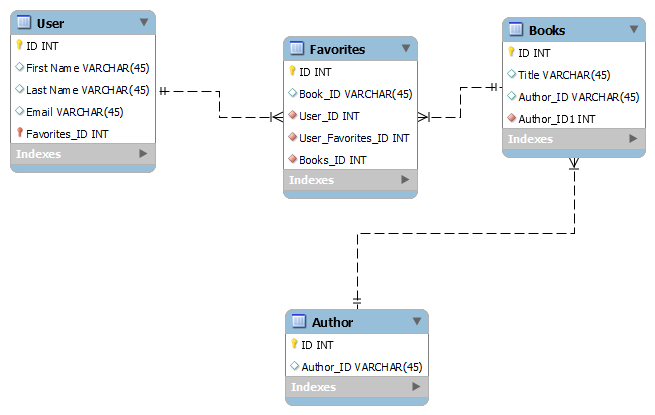 User
ID INT
First Name VARCHAR(45)
Last Name VARCHAR(45)
Email VARCHAR(45)
Favorites_ID INT
Indexes
Favorites
ID INT
Book_ID VARCHAR(45)
User_ID INT
User_Favorites_ID INT
Books_ID INT
Indexes
Books
ID INT
Title VARCHAR(45)
Author_ID VARCHAR(45)
Author_ID1 INT
Indexes
Author
ID INT
Author_ID VARCHAR(45)
Indexes